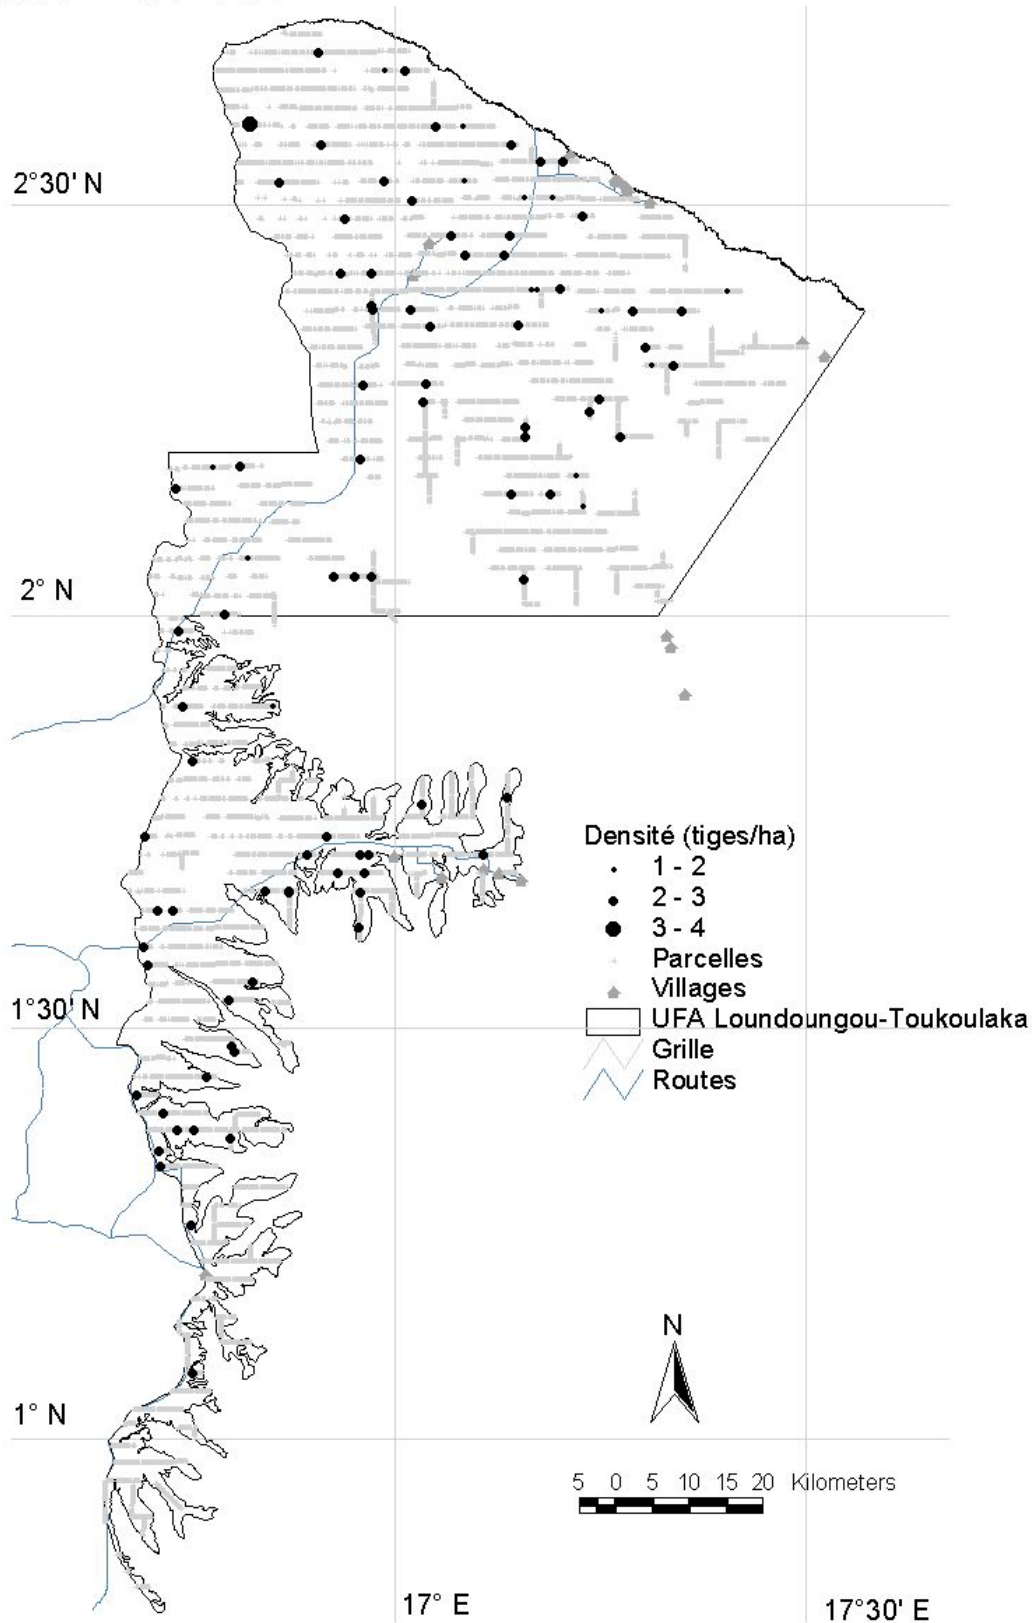 2°30' N
2° N
Densité (tiges/ha)
1 - 2
2 - 3
3 - 4
Parcelles
Villages
UFA Loundoungou-Toukoulaka
Grille
Routes
1°30' N
N
1° N
5 0 5 10 15 20 Kilometers
17° E
17°30' E